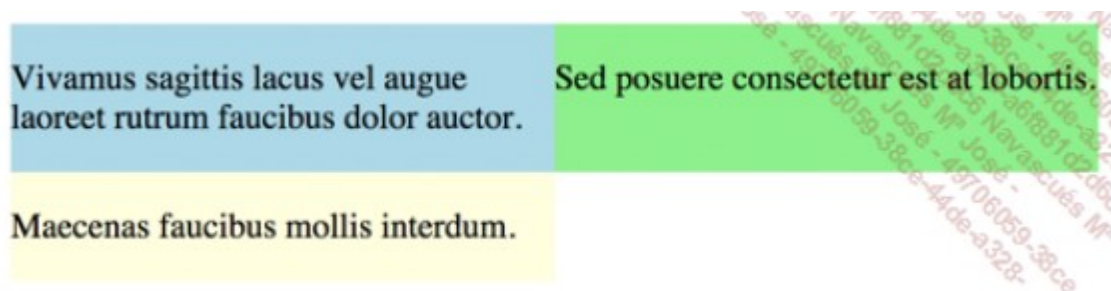 Vivamus sagittis lacus vel augue
laoreet rutrum faucibus dolor auctor.
Sed posuere consectetur est at lobortis.
Maecenas faucibus mollis interdum.